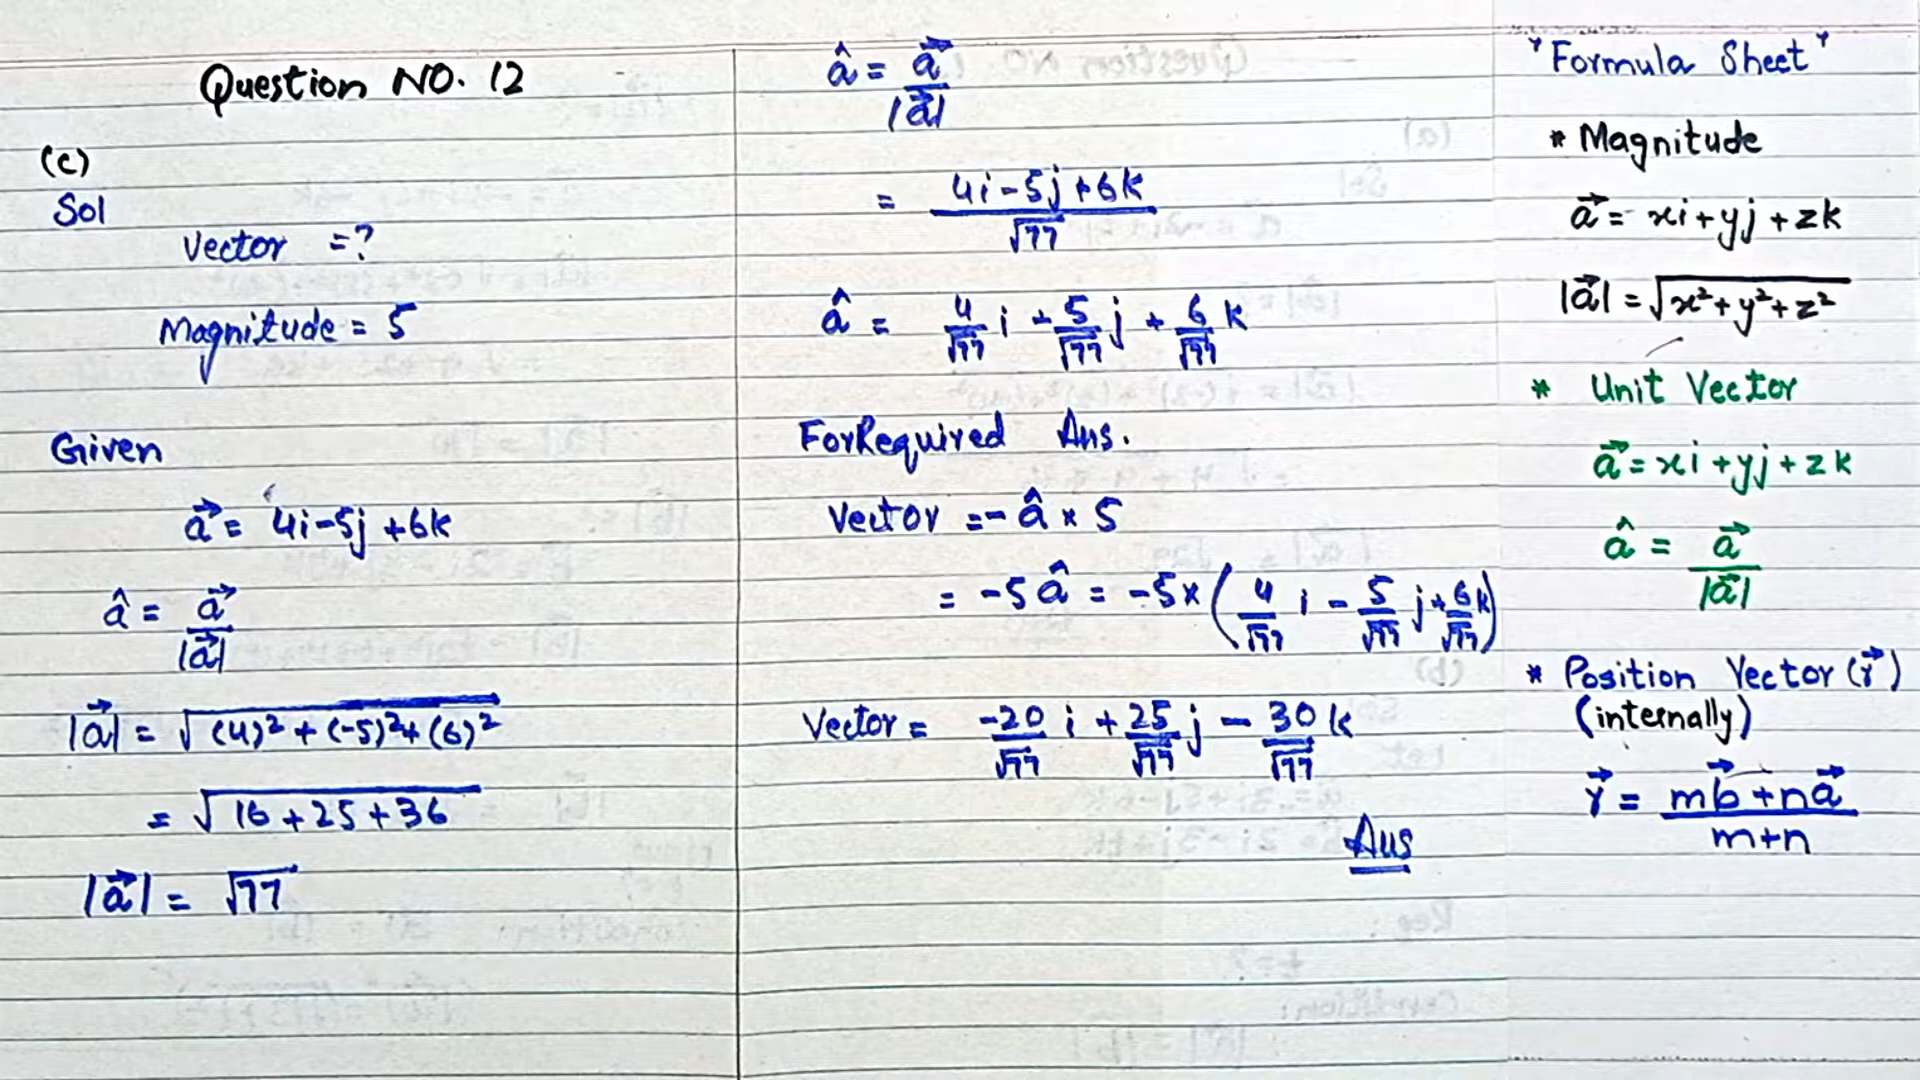 Question NO. 12
(c)
Sol
Vector = ?
Magnitude = 5
Given
a⃗ = 4i-5j+6k
â = a⃗/|a⃗|
|a⃗| = √((4)²+(-5)²+(6)²)
= √(16+25+36)
|a⃗| = √77
â = a⃗/|a⃗|
= (4i-5j+6k)/√77
â = 4/√77 i - 5/√77 j + 6/√77 k
For Required Ans.
Vector = -â × 5
= -5â = -5×(4/√77 i - 5/√77 j + 6/√77 k)
Vector = -20/√77 i + 25/√77 j - 30/√77 k
Ans
"Formula Sheet"
* Magnitude
a⃗ = xi+yj+zk
|a⃗| = √(x²+y²+z²)
* Unit Vector
a⃗ = xi+yj+zk
â = a⃗/|a⃗|
* Position Vector (r⃗)
(internally)
r⃗ = (mb⃗+na⃗)/(m+n)